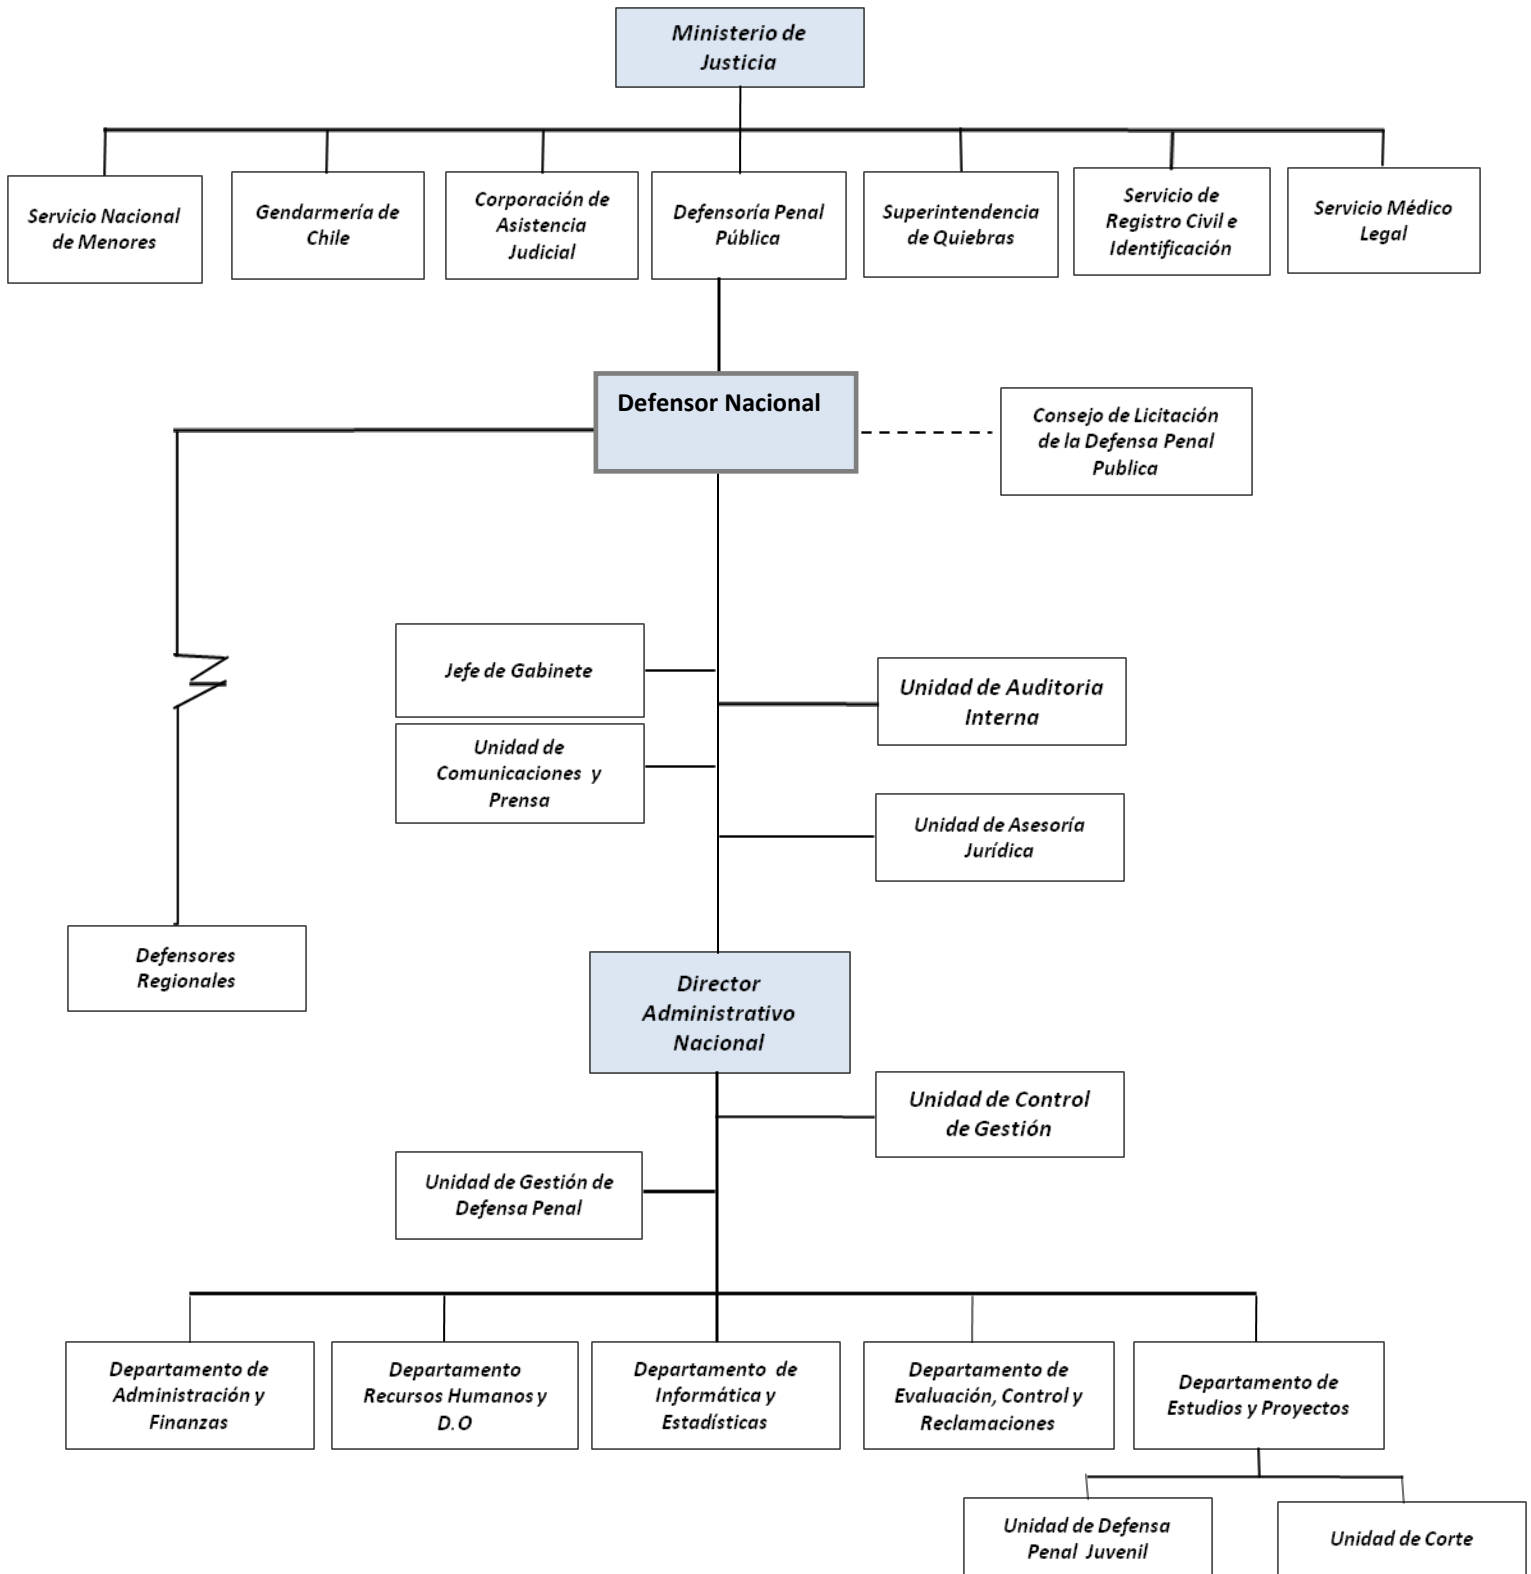 Ministerio de
Justicia
Servicio Nacional
de Menores
Gendarmería de
Chile
Corporación de
Asistencia
Judicial
Defensoría Penal
Pública
Superintendencia
de Quiebras
Servicio de
Registro Civil e
Identificación
Servicio Médico
Legal
Defensor Nacional
Consejo de Licitación
de la Defensa Penal
Publica
Jefe de Gabinete
Unidad de Auditoria
Interna
Unidad de
Comunicaciones y
Prensa
Unidad de Asesoría
Jurídica
Defensores
Regionales
Director
Administrativo
Nacional
Unidad de Control
de Gestión
Unidad de Gestión de
Defensa Penal
Departamento de
Administración y
Finanzas
Departamento
Recursos Humanos y
D.O
Departamento de
Informática y
Estadísticas
Departamento de
Evaluación, Control y
Reclamaciones
Departamento de
Estudios y Proyectos
Unidad de Defensa
Penal Juvenil
Unidad de Corte